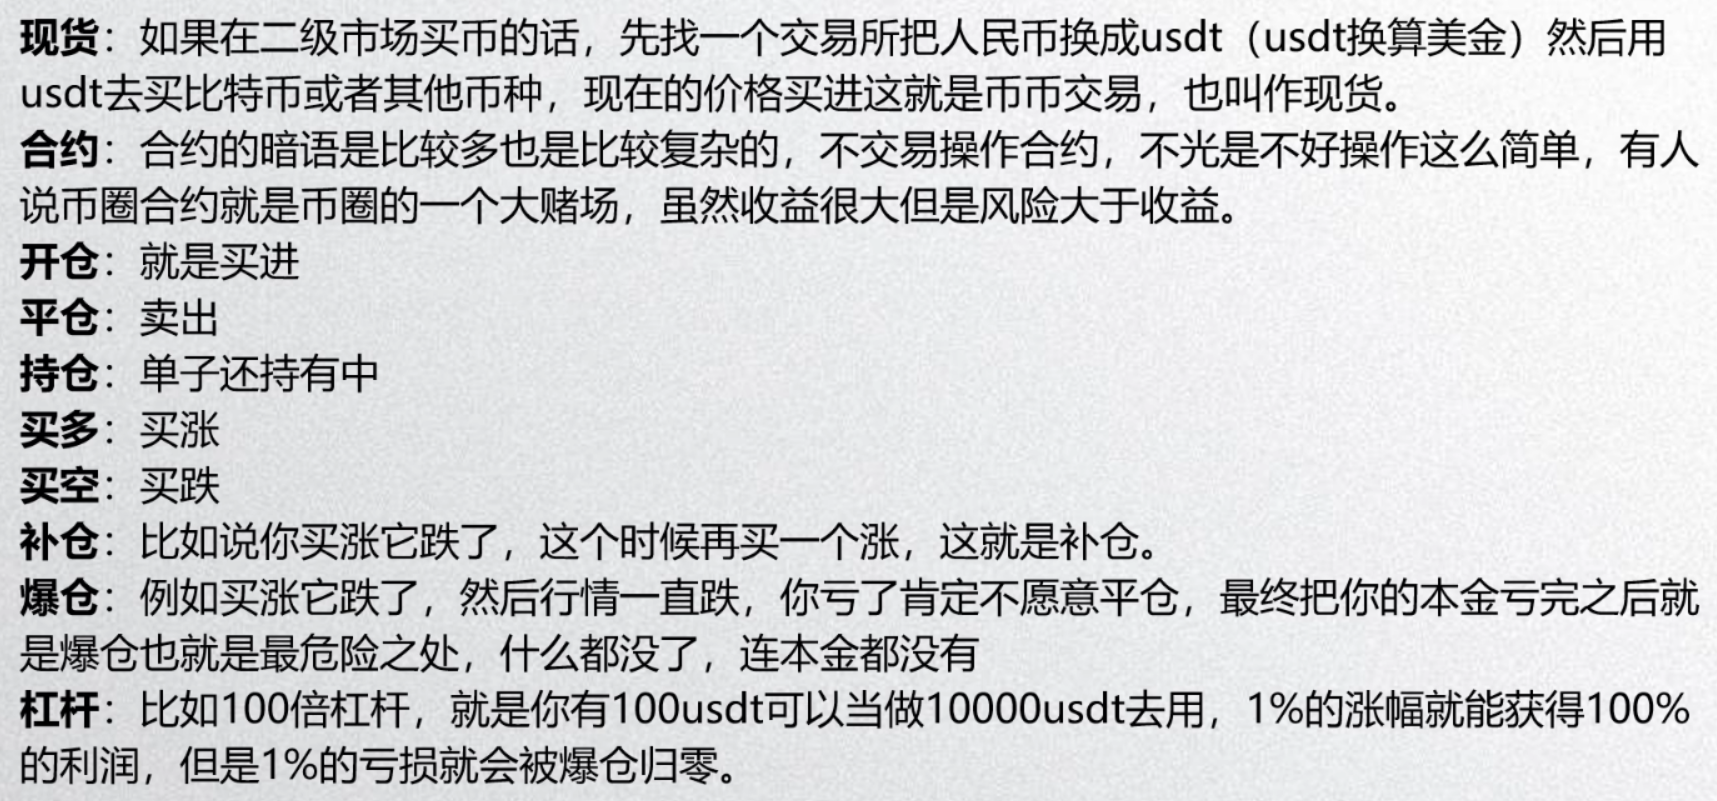 现货：如果在二级市场买币的话，先找一个交易所把人民币换成usdt（usdt换算美金）然后用
usdt去买比特币或者其他币种，现在的价格买进这就是币币交易，也叫作现货。
合约：合约的暗语是比较多也是比较复杂的，不交易操作合约，不光是不好操作这么简单，有人
说币圈合约就是币圈的一个大赌场，虽然收益很大但是风险大于收益。
开仓：就是买进
平仓：卖出
持仓：单子还持有中
买多：买涨
买空：买跌
补仓：比如说你买涨它跌了，这个时候再买一个涨，这就是补仓。
爆仓：例如买涨它跌了，然后行情一直跌，你亏了肯定不愿意平仓，最终把你的本金亏完之后就
是爆仓也就是最危险之处，什么都没了，连本金都没有
杠杆：比如100倍杠杆，就是你有100usdt可以当做10000usdt去用，1%的涨幅就能获得100%
的利润，但是1%的亏损就会被爆仓归零。